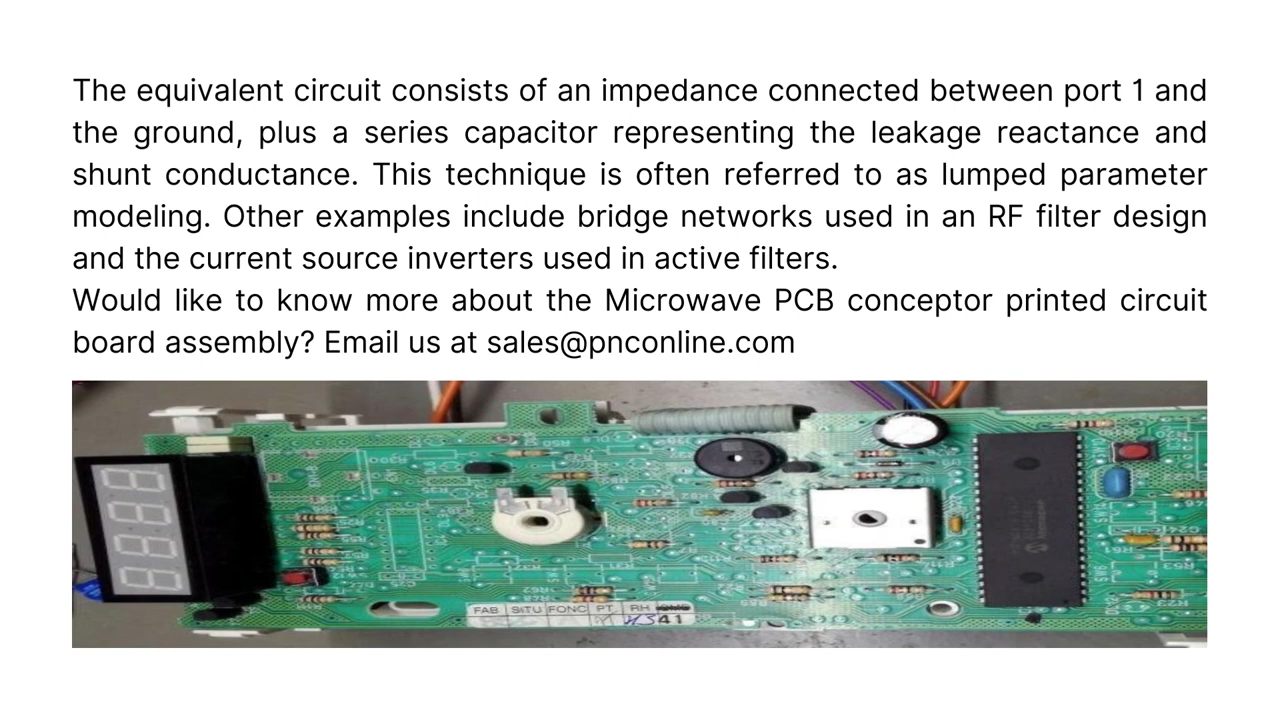 The equivalent circuit consists of an impedance connected between port 1 and
the ground, plus a series capacitor representing the leakage reactance and
shunt conductance. This technique is often referred to as lumped parameter
modeling. Other examples include bridge networks used in an RF filter design
and the current source inverters used in active filters.
Would like to know more about the Microwave PCB conceptor printed circuit
board assembly? Email us at sales@pnconline.com
FAB SITU FONC PT RH
41